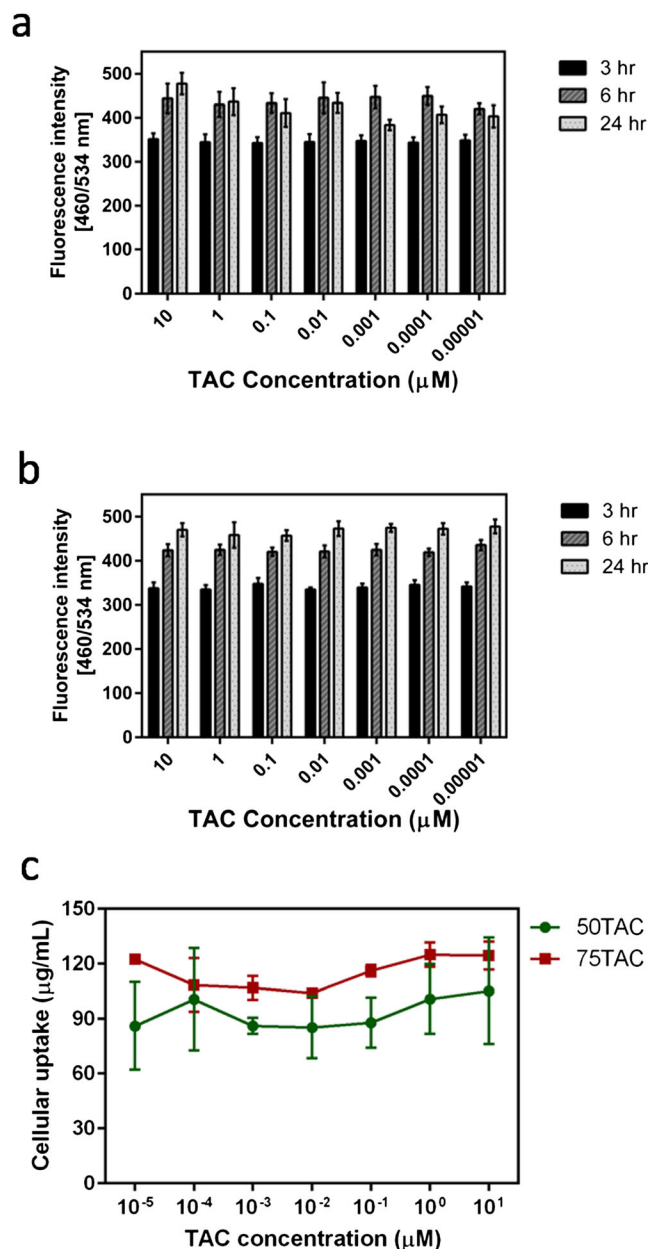 a
Fluorescence intensity
[460/534 nm]
500
400
300
200
100
0
10
1
0.1
0.01
0.001
0.0001
0.00001
TAC Concentration (μM)
3 hr
6 hr
24 hr
b
Fluorescence intensity
[460/534 nm]
500
400
300
200
100
0
10
1
0.1
0.01
0.001
0.0001
0.00001
TAC Concentration (μM)
3 hr
6 hr
24 hr
c
Cellular uptake (μg/mL)
150
120
90
60
30
0
10⁻⁵
10⁻⁴
10⁻³
10⁻²
10⁻¹
10⁰
10¹
TAC concentration (μM)
50TAC
75TAC